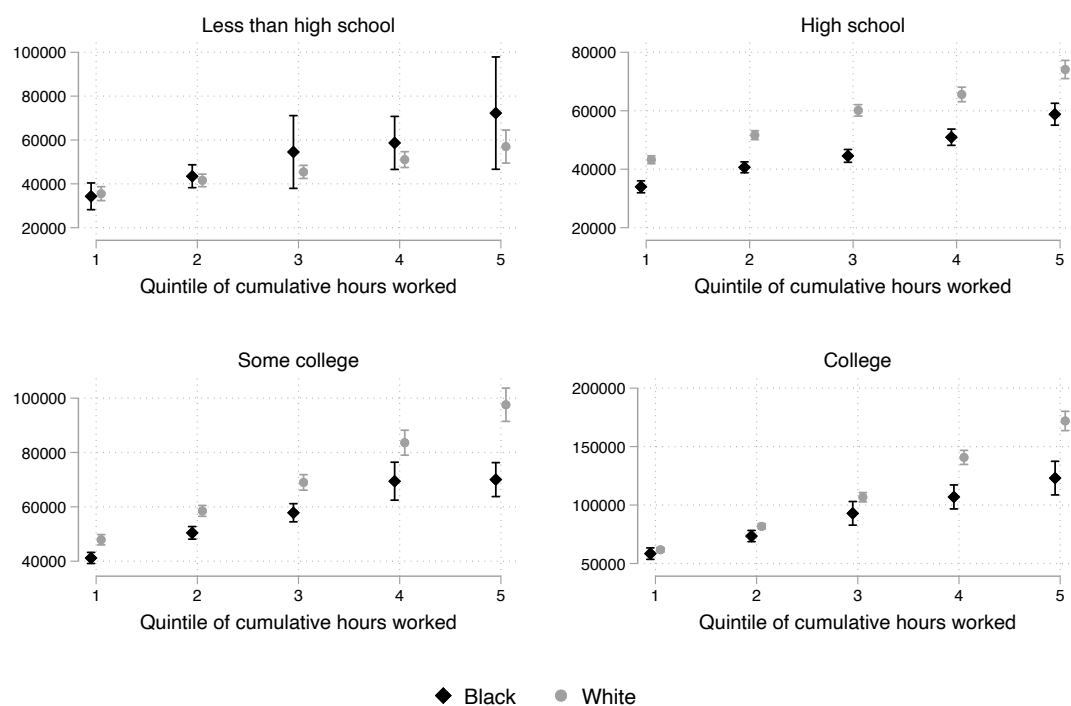 Less than high school
100000
80000
60000
40000
20000
1 2 3 4 5
Quintile of cumulative hours worked
High school
80000
60000
40000
20000
1 2 3 4 5
Quintile of cumulative hours worked
Some college
100000
80000
60000
40000
1 2 3 4 5
Quintile of cumulative hours worked
College
200000
150000
100000
50000
1 2 3 4 5
Quintile of cumulative hours worked
Black White